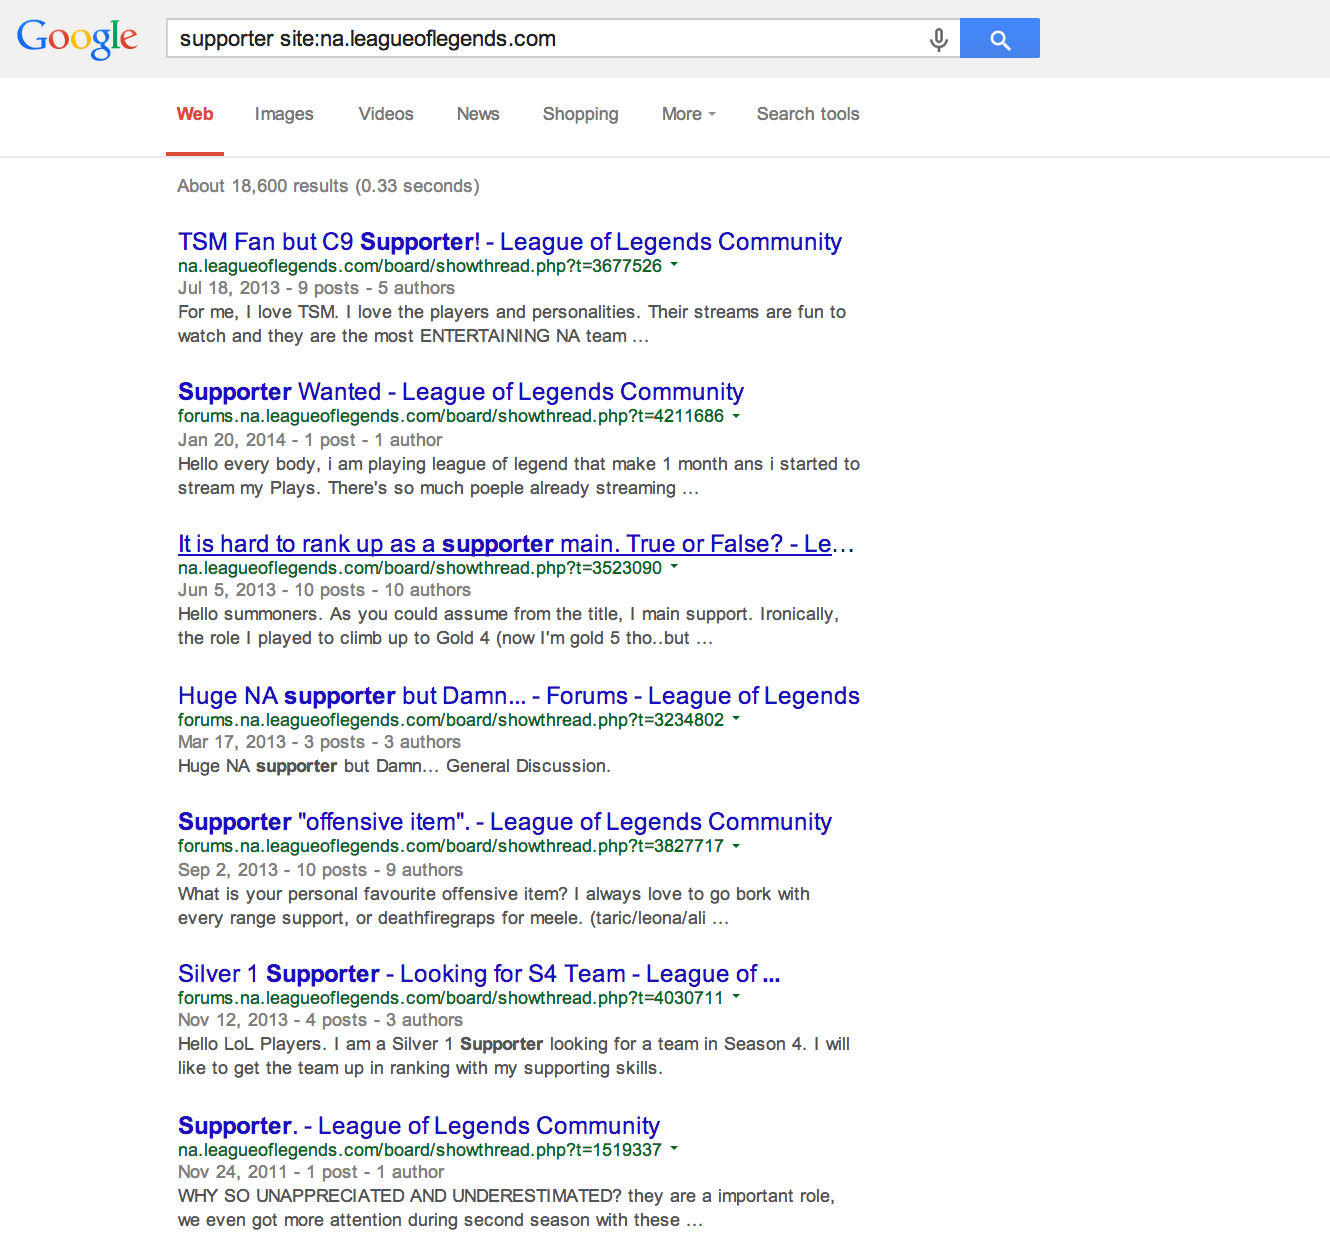 Google
supporter site:na.leagueoflegends.com
Web Images Videos News Shopping More Search tools
About 18,600 results (0.33 seconds)
TSM Fan but C9 Supporter! - League of Legends Community
na.leagueoflegends.com/board/showthread.php?t=3677526
Jul 18, 2013 - 9 posts - 5 authors
For me, I love TSM. I love the players and personalities. Their streams are fun to
watch and they are the most ENTERTAINING NA team ...
Supporter Wanted - League of Legends Community
forums.na.leagueoflegends.com/board/showthread.php?t=4211686
Jan 20, 2014 - 1 post - 1 author
Hello every body, i am playing league of legend that make 1 month ans i started to
stream my Plays. There's so much poeple already streaming ...
It is hard to rank up as a supporter main. True or False? - Le...
na.leagueoflegends.com/board/showthread.php?t=3523090
Jun 5, 2013 - 10 posts - 10 authors
Hello summoners. As you could assume from the title, I main support. Ironically,
the role I played to climb up to Gold 4 (now I'm gold 5 tho..but ...
Huge NA supporter but Damn... - Forums - League of Legends
forums.na.leagueoflegends.com/board/showthread.php?t=3234802
Mar 17, 2013 - 3 posts - 3 authors
Huge NA supporter but Damn... General Discussion.
Supporter "offensive item". - League of Legends Community
forums.na.leagueoflegends.com/board/showthread.php?t=3827717
Sep 2, 2013 - 10 posts - 9 authors
What is your personal favourite offensive item? I always love to go bork with
every range support, or deathfiregraps for meele. (taric/leona/ali ...
Silver 1 Supporter - Looking for S4 Team - League of ...
forums.na.leagueoflegends.com/board/showthread.php?t=4030711
Nov 12, 2013 - 4 posts - 3 authors
Hello LoL Players. I am a Silver 1 Supporter looking for a team in Season 4. I will
like to get the team up in ranking with my supporting skills.
Supporter. - League of Legends Community
na.leagueoflegends.com/board/showthread.php?t=1519337
Nov 24, 2011 - 1 post - 1 author
WHY SO UNAPPRECIATED AND UNDERESTIMATED? they are a important role,
we even got more attention during second season with these ...